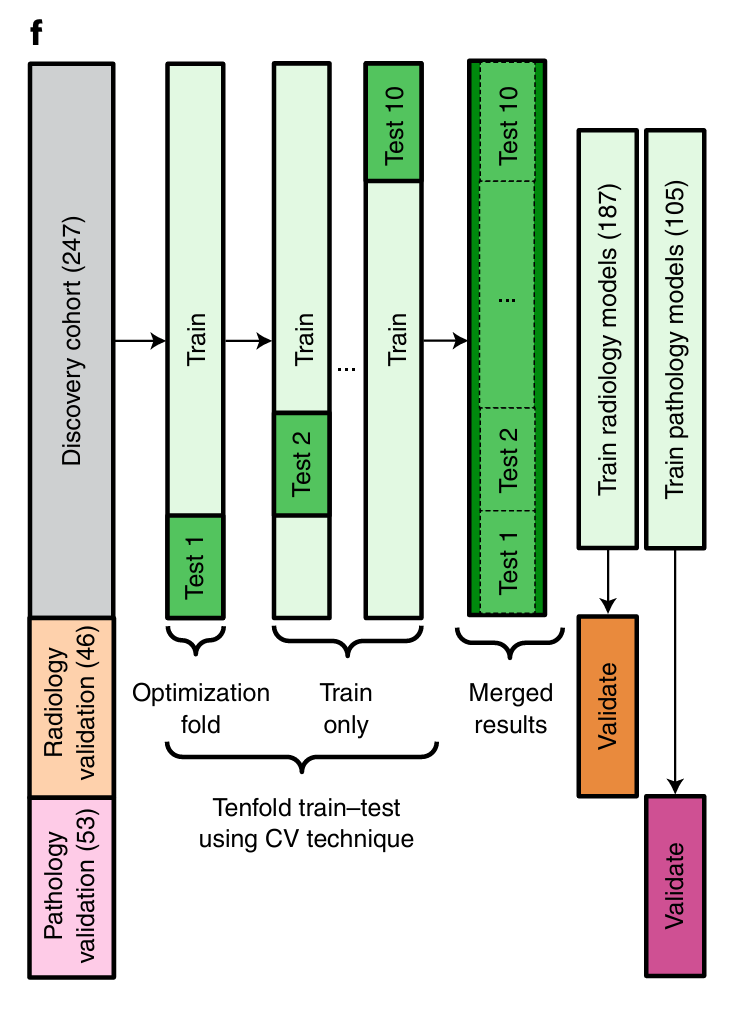 f
Discovery cohort (247)
Radiology
validation (46)
Pathology
validation (53)
Train
Test 1
Train
Test 2
...
Test 10
Train
Test 10
...
Test 2
Test 1
Train radiology models (187)
Train pathology models (105)
Validate
Validate
Optimization
fold
Train
only
Merged
results
Tenfold train–test
using CV technique